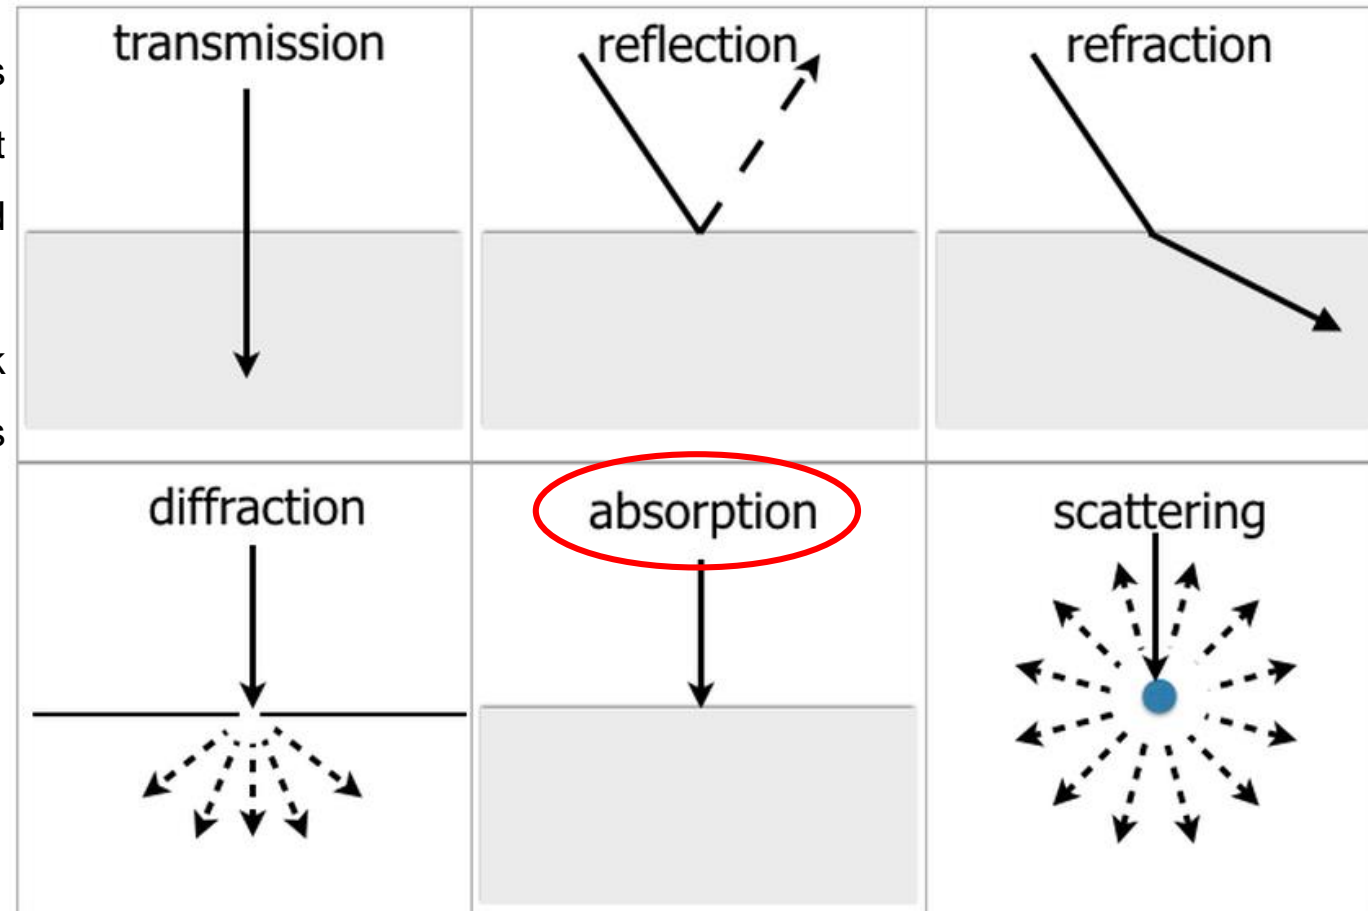 transmission
reflection
refraction
s
t
k
s
diffraction
absorption
scattering